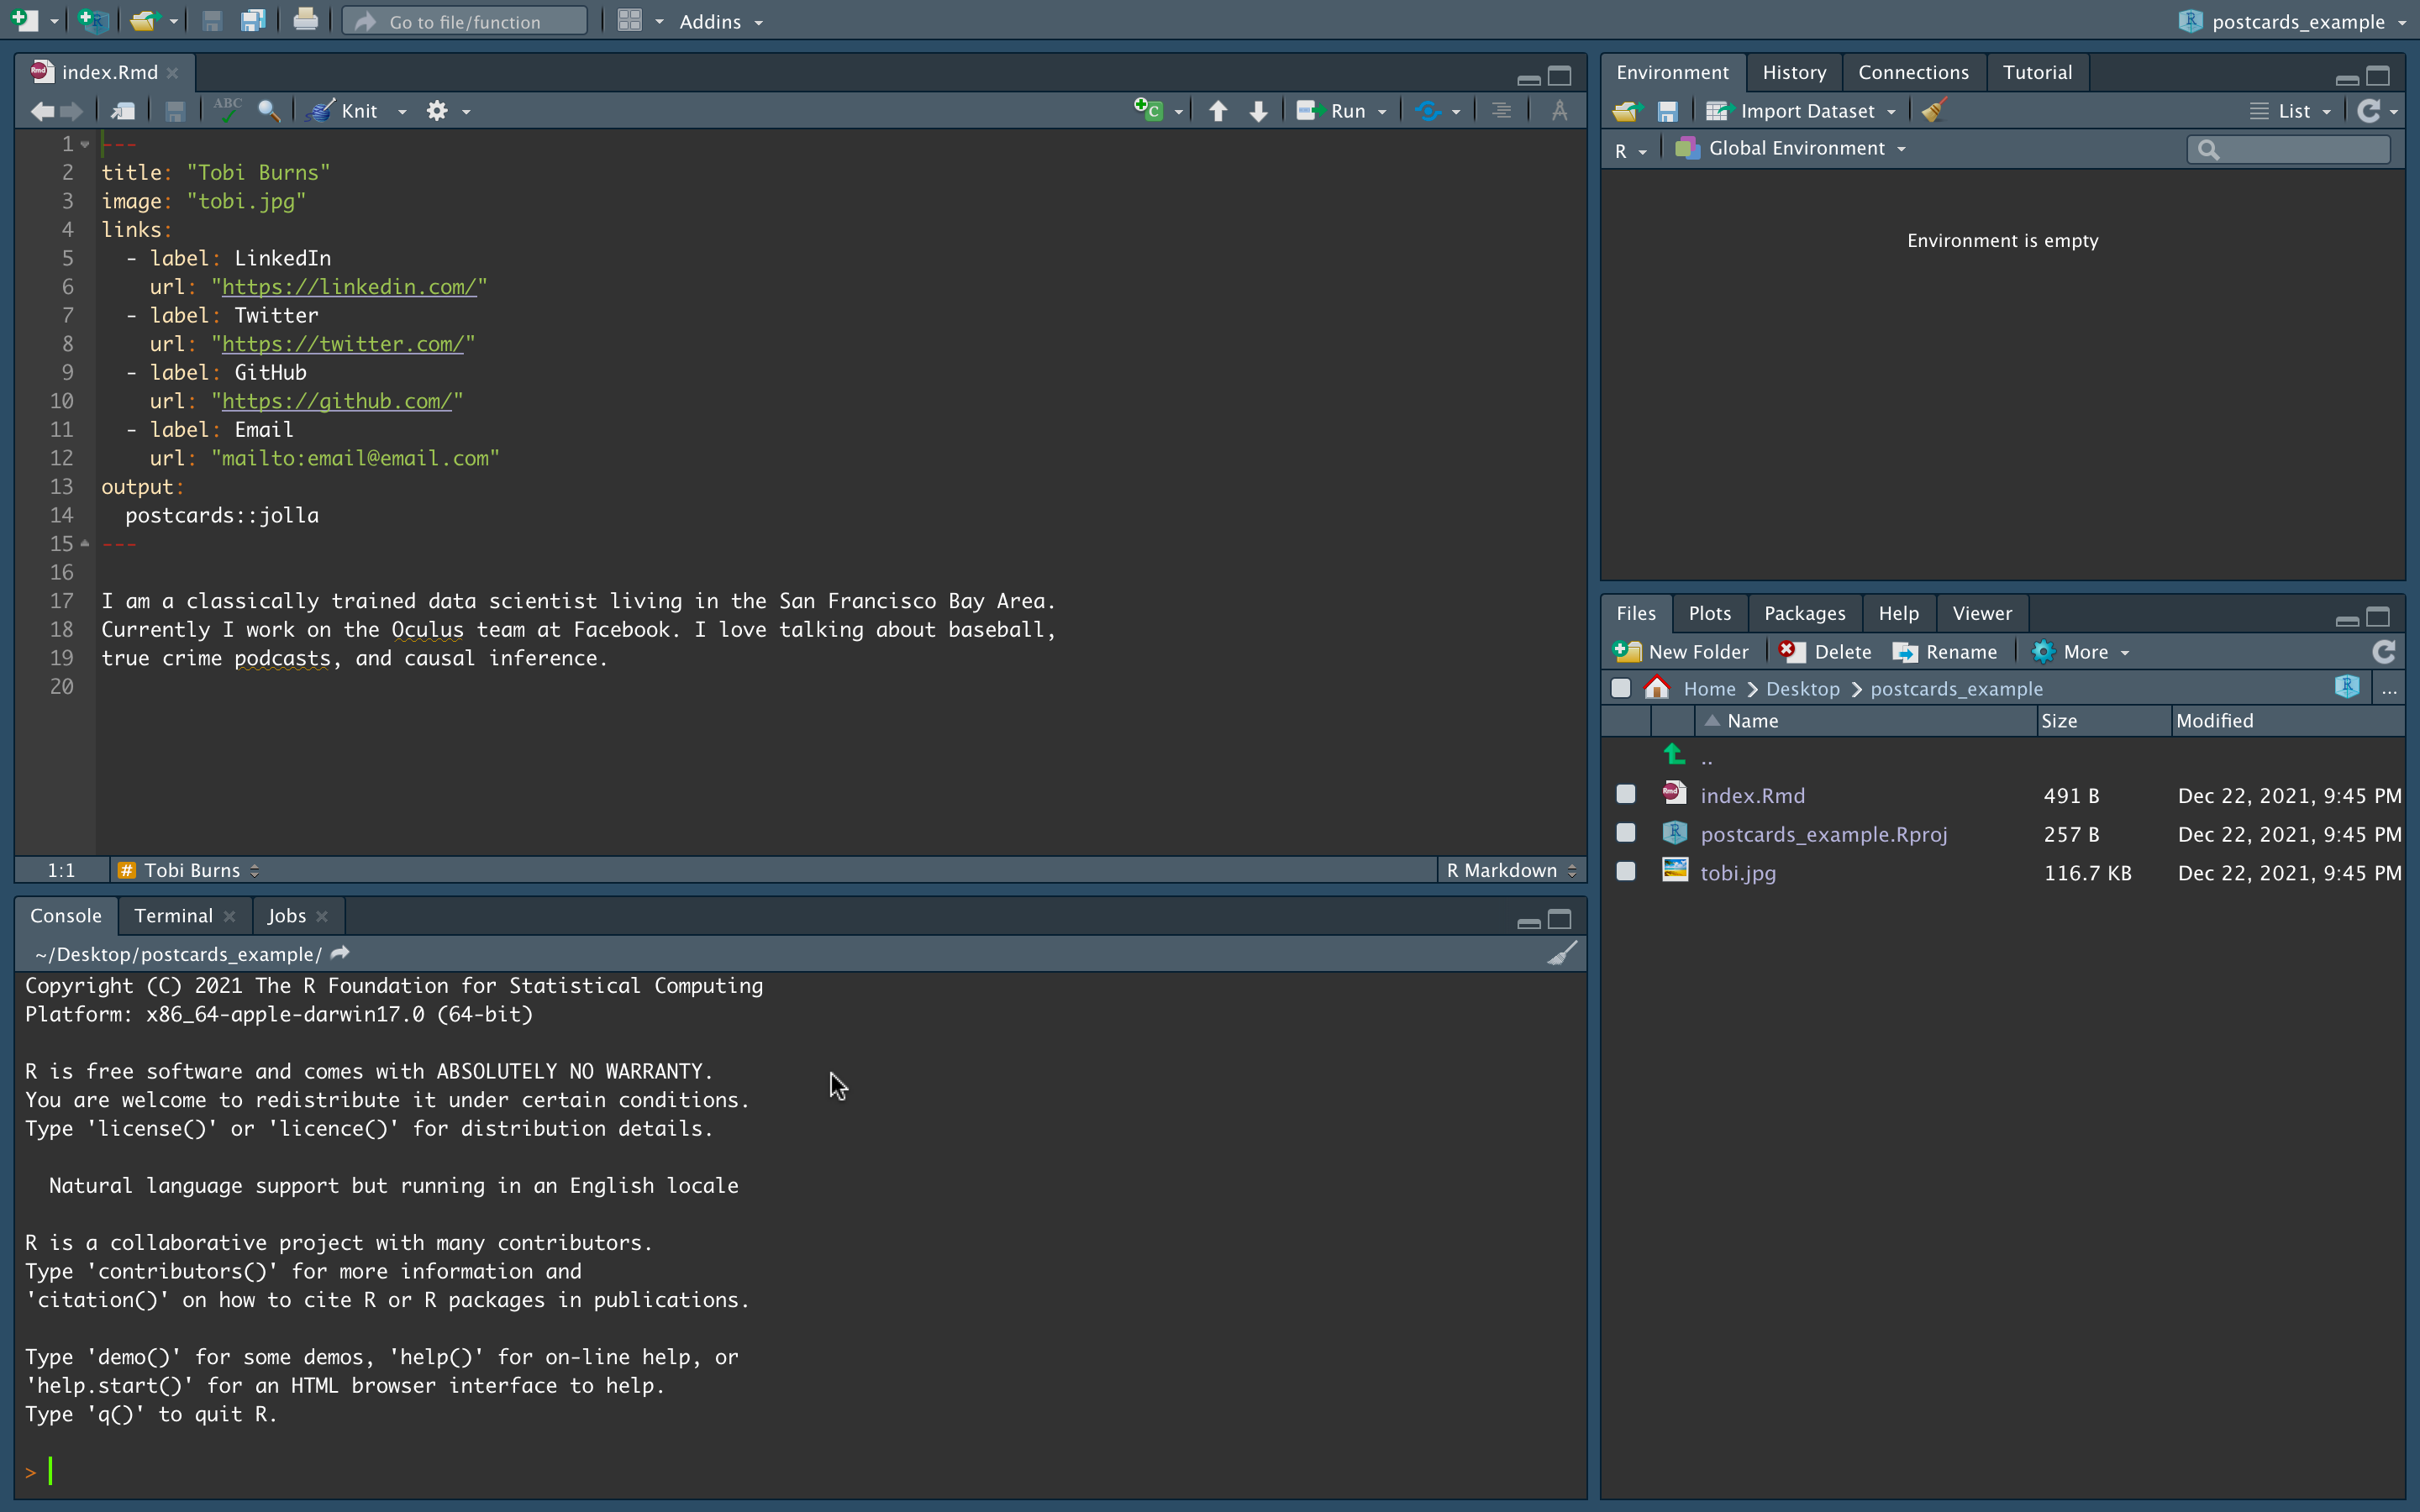 Go to file/function
Addins
postcards_example
index.Rmd
ABC
Knit
Run
1 ---
2 title: "Tobi Burns"
3 image: "tobi.jpg"
4 links:
5 - label: LinkedIn
6 url: "https://linkedin.com/"
7 - label: Twitter
8 url: "https://twitter.com/"
9 - label: GitHub
10 url: "https://github.com/"
11 - label: Email
12 url: "mailto:email@email.com"
13 output:
14 postcards::jolla
15 ---
16
17 I am a classically trained data scientist living in the San Francisco Bay Area.
18 Currently I work on the Oculus team at Facebook. I love talking about baseball,
19 true crime podcasts, and causal inference.
20
1:1 # Tobi Burns R Markdown
Console Terminal Jobs
~/Desktop/postcards_example/
Copyright (C) 2021 The R Foundation for Statistical Computing
Platform: x86_64-apple-darwin17.0 (64-bit)
R is free software and comes with ABSOLUTELY NO WARRANTY.
You are welcome to redistribute it under certain conditions.
Type 'license()' or 'licence()' for distribution details.
Natural language support but running in an English locale
R is a collaborative project with many contributors.
Type 'contributors()' for more information and
'citation()' on how to cite R or R packages in publications.
Type 'demo()' for some demos, 'help()' for on-line help, or
'help.start()' for an HTML browser interface to help.
Type 'q()' to quit R.
>
Environment History Connections Tutorial
Import Dataset List
R Global Environment
Environment is empty
Files Plots Packages Help Viewer
New Folder Delete Rename More
Home Desktop postcards_example ...
Name Size Modified
..
index.Rmd 491 B Dec 22, 2021, 9:45 PM
postcards_example.Rproj 257 B Dec 22, 2021, 9:45 PM
tobi.jpg 116.7 KB Dec 22, 2021, 9:45 PM